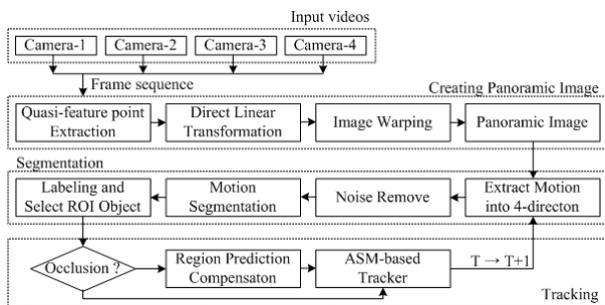 Input videos
Camera-1 Camera-2 Camera-3 Camera-4
Frame sequence
Creating Panoramic Image
Quasi-feature point
Extraction
Direct Linear
Transformation
Image Warping
Panoramic Image
Segmentation
Labeling and
Select ROI Object
Motion
Segmentation
Noise Remove
Extract Motion
into 4-directon
Occlusion ?
Region Prediction
Compensaton
ASM-based
Tracker
T → T+1
Tracking